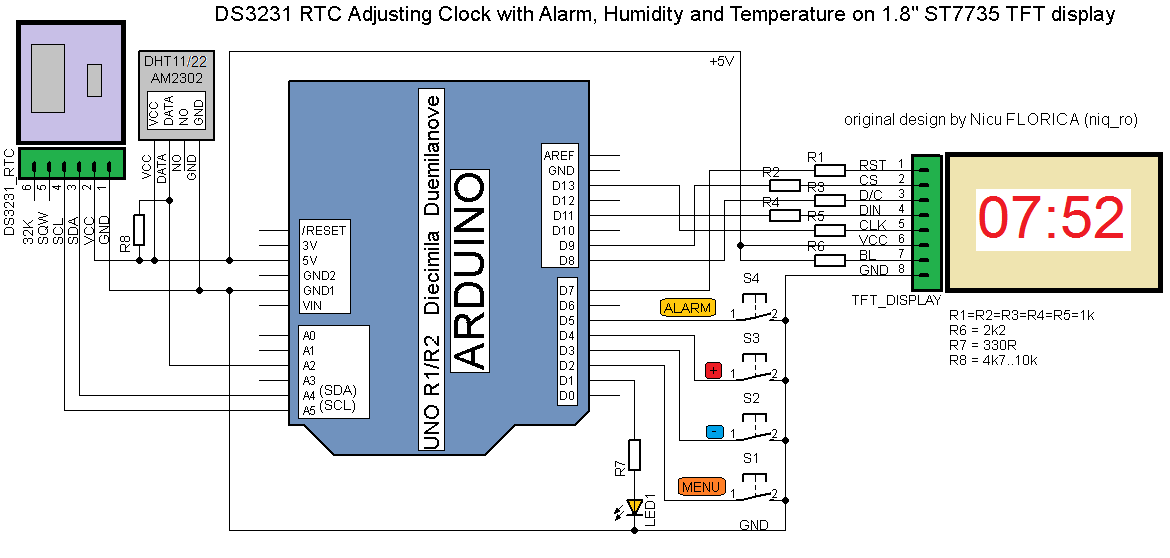 DS3231 RTC Adjusting Clock with Alarm, Humidity and Temperature on 1.8" ST7735 TFT display
original design by Nicu FLORICA (niq_ro)
DS3231_RTC
6 5 4 3 2 1
32K SQW SCL SDA VCC GND
DHT11/22
AM2302
VCC DATA NO GND
VCC DATA NO GND
R8
+5V
UNO R1/R2 Diecimila Duemilanove
ARDUINO
/RESET
3V
5V
GND2
GND1
VIN
A0
A1
A2
A3
A4 (SDA)
A5 (SCL)
AREF
GND
D13
D12
D11
D10
D9
D8
D7
D6
D5
D4
D3
D2
D1
D0
R1
R2
R3
R4
R5
R6
RST 1
CS 2
D/C 3
DIN 4
CLK 5
VCC 6
BL 7
GND 8
TFT_DISPLAY
07:52
R1=R2=R3=R4=R5=1k
R6 = 2k2
R7 = 330R
R8 = 4k7..10k
S4
ALARM 1 2
S3
+ 1 2
S2
- 1 2
S1
MENU 1 2
R7
LED1
GND